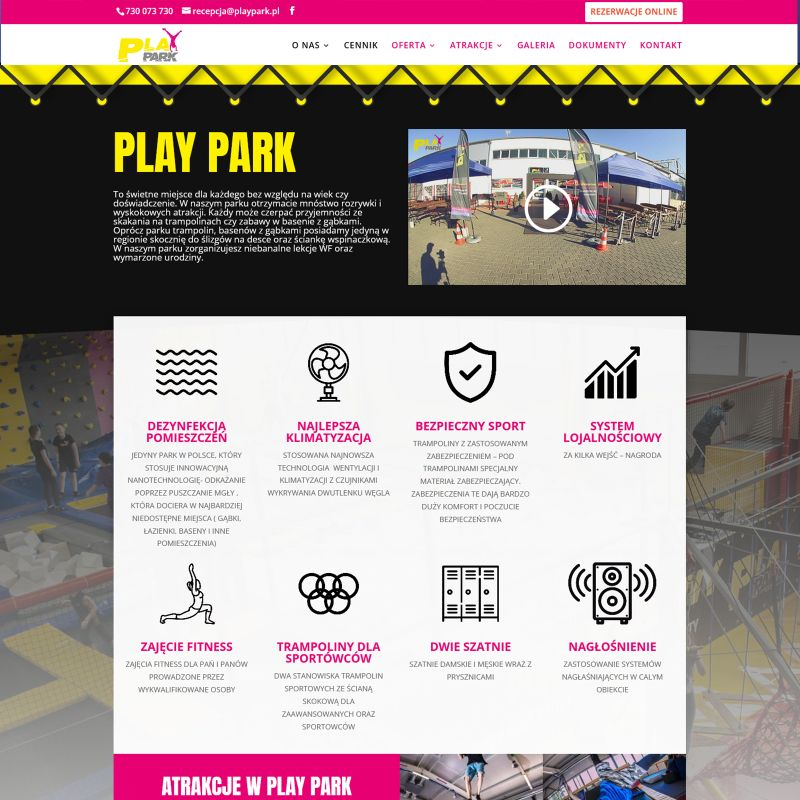 730 073 730 recepcja@playpark.pl
REZERWACJE ONLINE
PLAY
PARK
O NAS CENNIK OFERTA ATRAKCJE GALERIA DOKUMENTY KONTAKT
PLAY PARK
To świetne miejsce dla każdego bez względu na wiek czy
doświadczenie. W naszym parku otrzymacie mnóstwo rozrywki i
wyskokowych atrakcji. Każdy może czerpać przyjemności ze
skakania na trampolinach czy zabawy w basenie z gąbkami.
Oprócz parku trampolin, basenów z gąbkami posiadamy jedyną w
regionie skocznię do ślizgów na desce oraz ściankę wspinaczkową.
W naszym parku zorganizujesz niebanalne lekcje WF oraz
wymarzone urodziny.
DEZYNFEKCJA
POMIESZCZEŃ
JEDYNY PARK W POLSCE, KTÓRY
STOSUJE INNOWACYJNĄ
NANOTECHNOLOGIĘ- ODKAŻANIE
POPRZEZ PUSZCZANIE MGŁY ,
KTÓRA DOCIERA W NAJBARDZIEJ
NIEDOSTĘPNE MIEJSCA ( GĄBKI,
ŁAZIENKI, BASENY I INNE
POMIESZCZENIA)
NAJLEPSZA
KLIMATYZACJA
STOSOWANA NAJNOWSZA
TECHNOLOGIA WENTYLACJI I
KLIMATYZACJI Z CZUJNIKAMI
WYKRYWANIA DWUTLENKU WĘGLA
BEZPIECZNY SPORT
TRAMPOLINY Z ZASTOSOWANYM
ZABEZPIECZENIEM – POD
TRAMPOLINAMI SPECJALNY
MATERIAŁ ZABEZPIECZAJĄCY.
ZABEZPIECZENIA TE DAJĄ BARDZO
DUŻY KOMFORT I POCZUCIE
BEZPIECZEŃSTWA
SYSTEM
LOJALNOŚCIOWY
ZA KILKA WEJŚĆ – NAGRODA
ZAJĘCIE FITNESS
ZAJĘCIA FITNESS DLA PAŃ I PANÓW
PROWADZONE PRZEZ
WYKWALIFIKOWANE OSOBY
TRAMPOLINY DLA
SPORTÓWCÓW
DWA STANOWISKA TRAMPOLIN
SPORTOWYCH ZE ŚCIANĄ
SKOKOWĄ DLA
ZAAWANSOWANYCH ORAZ
SPORTOWCÓW
DWIE SZATNIE
SZATNIE DAMSKIE I MĘSKIE WRAZ Z
PRYSZNICAMI
NAGŁOŚNIENIE
ZASTOSOWANIE SYSTEMÓW
NAGŁAŚNIAJĄCYCH W CALYM
OBIEKCIE
ATRAKCJE W PLAY PARK